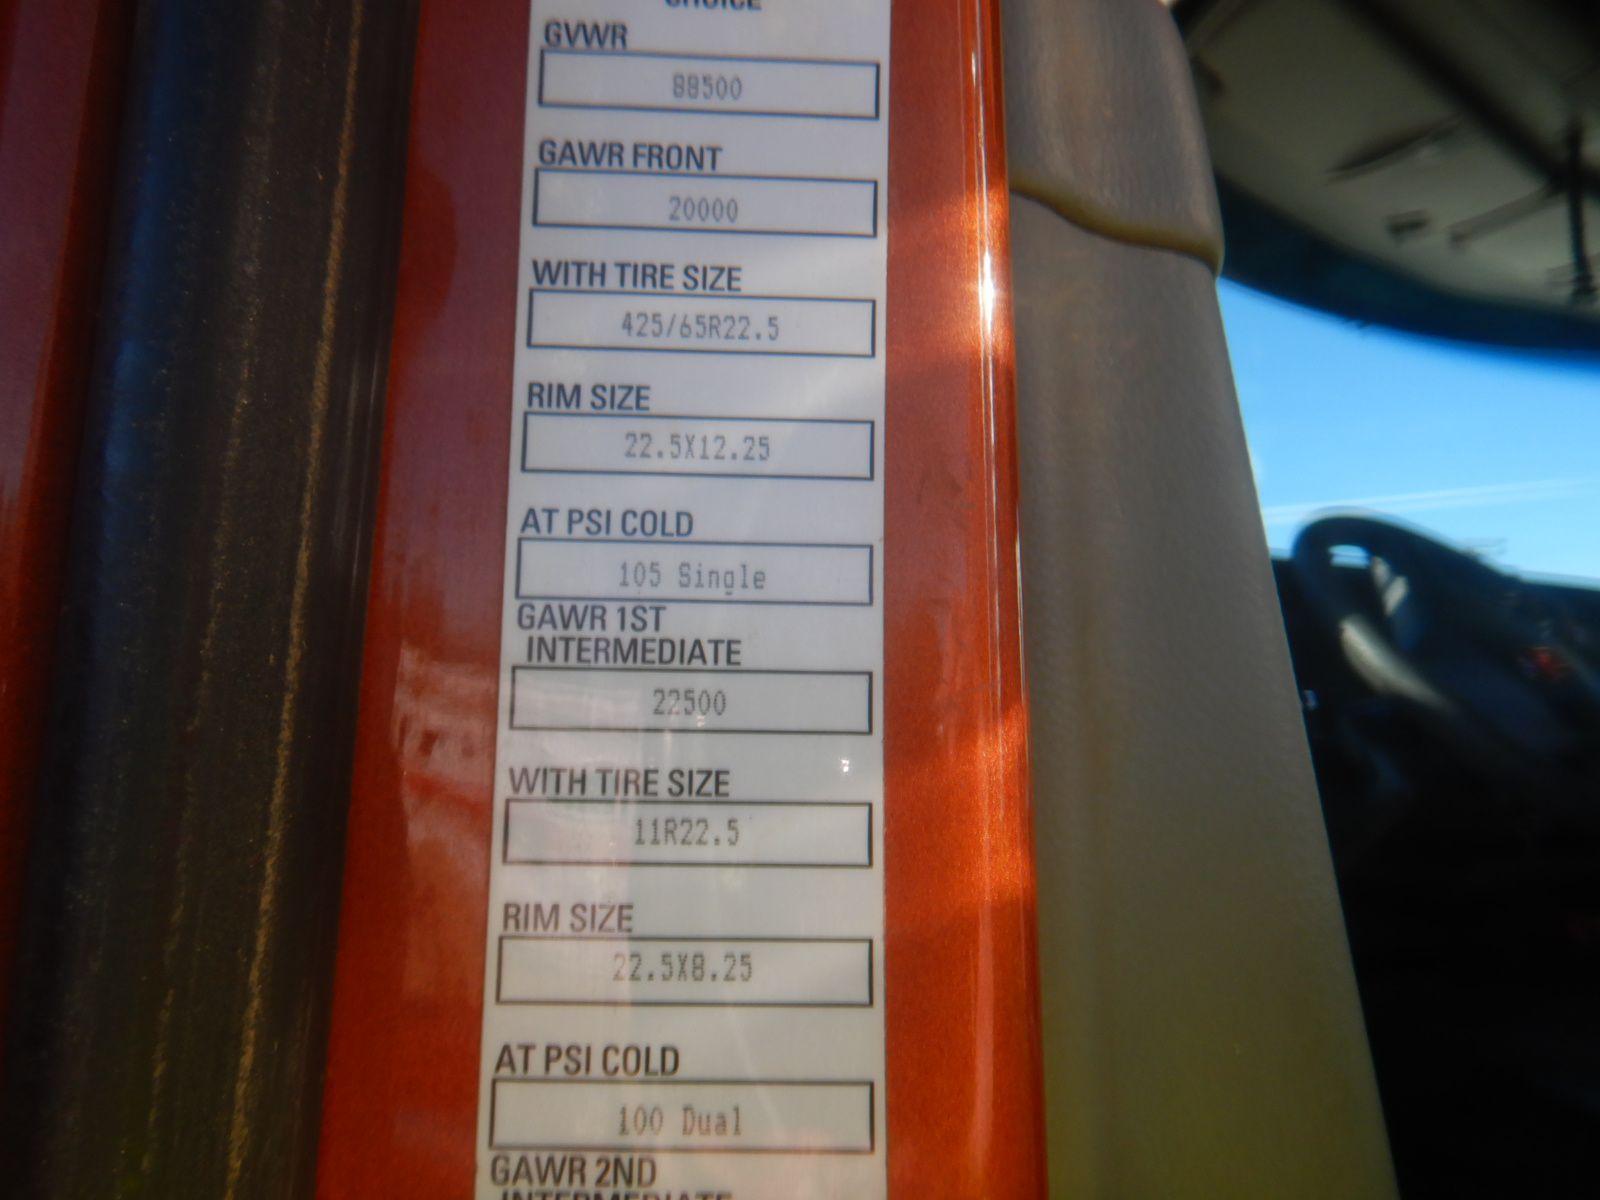 CHOICE
GVWR
88500
GAWR FRONT
20000
WITH TIRE SIZE
425/65R22.5
RIM SIZE
22.5X12.25
AT PSI COLD
105 Single
GAWR 1ST
INTERMEDIATE
22500
WITH TIRE SIZE
11R22.5
RIM SIZE
22.5X8.25
AT PSI COLD
100 Dual
GAWR 2ND
INTERMEDIATE